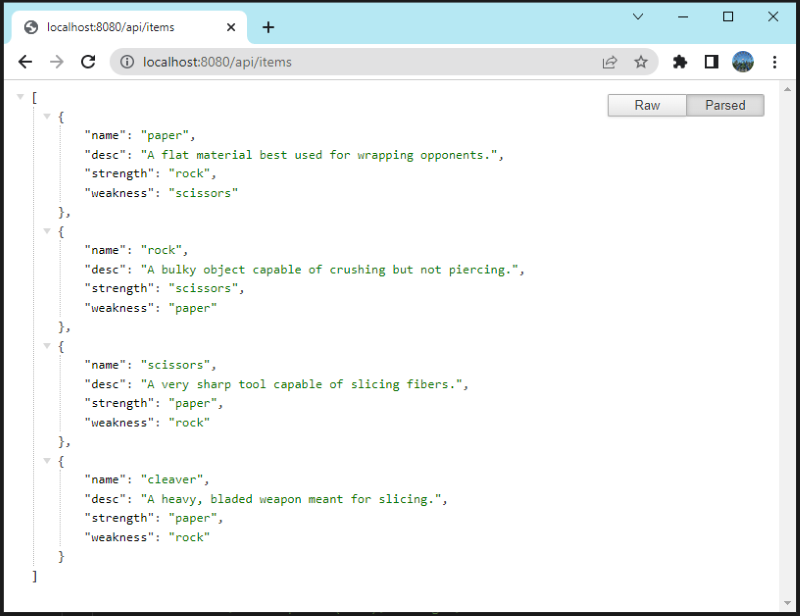 localhost:8080/api/items
localhost:8080/api/items
Raw Parsed
[
{
"name": "paper",
"desc": "A flat material best used for wrapping opponents.",
"strength": "rock",
"weakness": "scissors"
},
{
"name": "rock",
"desc": "A bulky object capable of crushing but not piercing.",
"strength": "scissors",
"weakness": "paper"
},
{
"name": "scissors",
"desc": "A very sharp tool capable of slicing fibers.",
"strength": "paper",
"weakness": "rock"
},
{
"name": "cleaver",
"desc": "A heavy, bladed weapon meant for slicing.",
"strength": "paper",
"weakness": "rock"
}
]